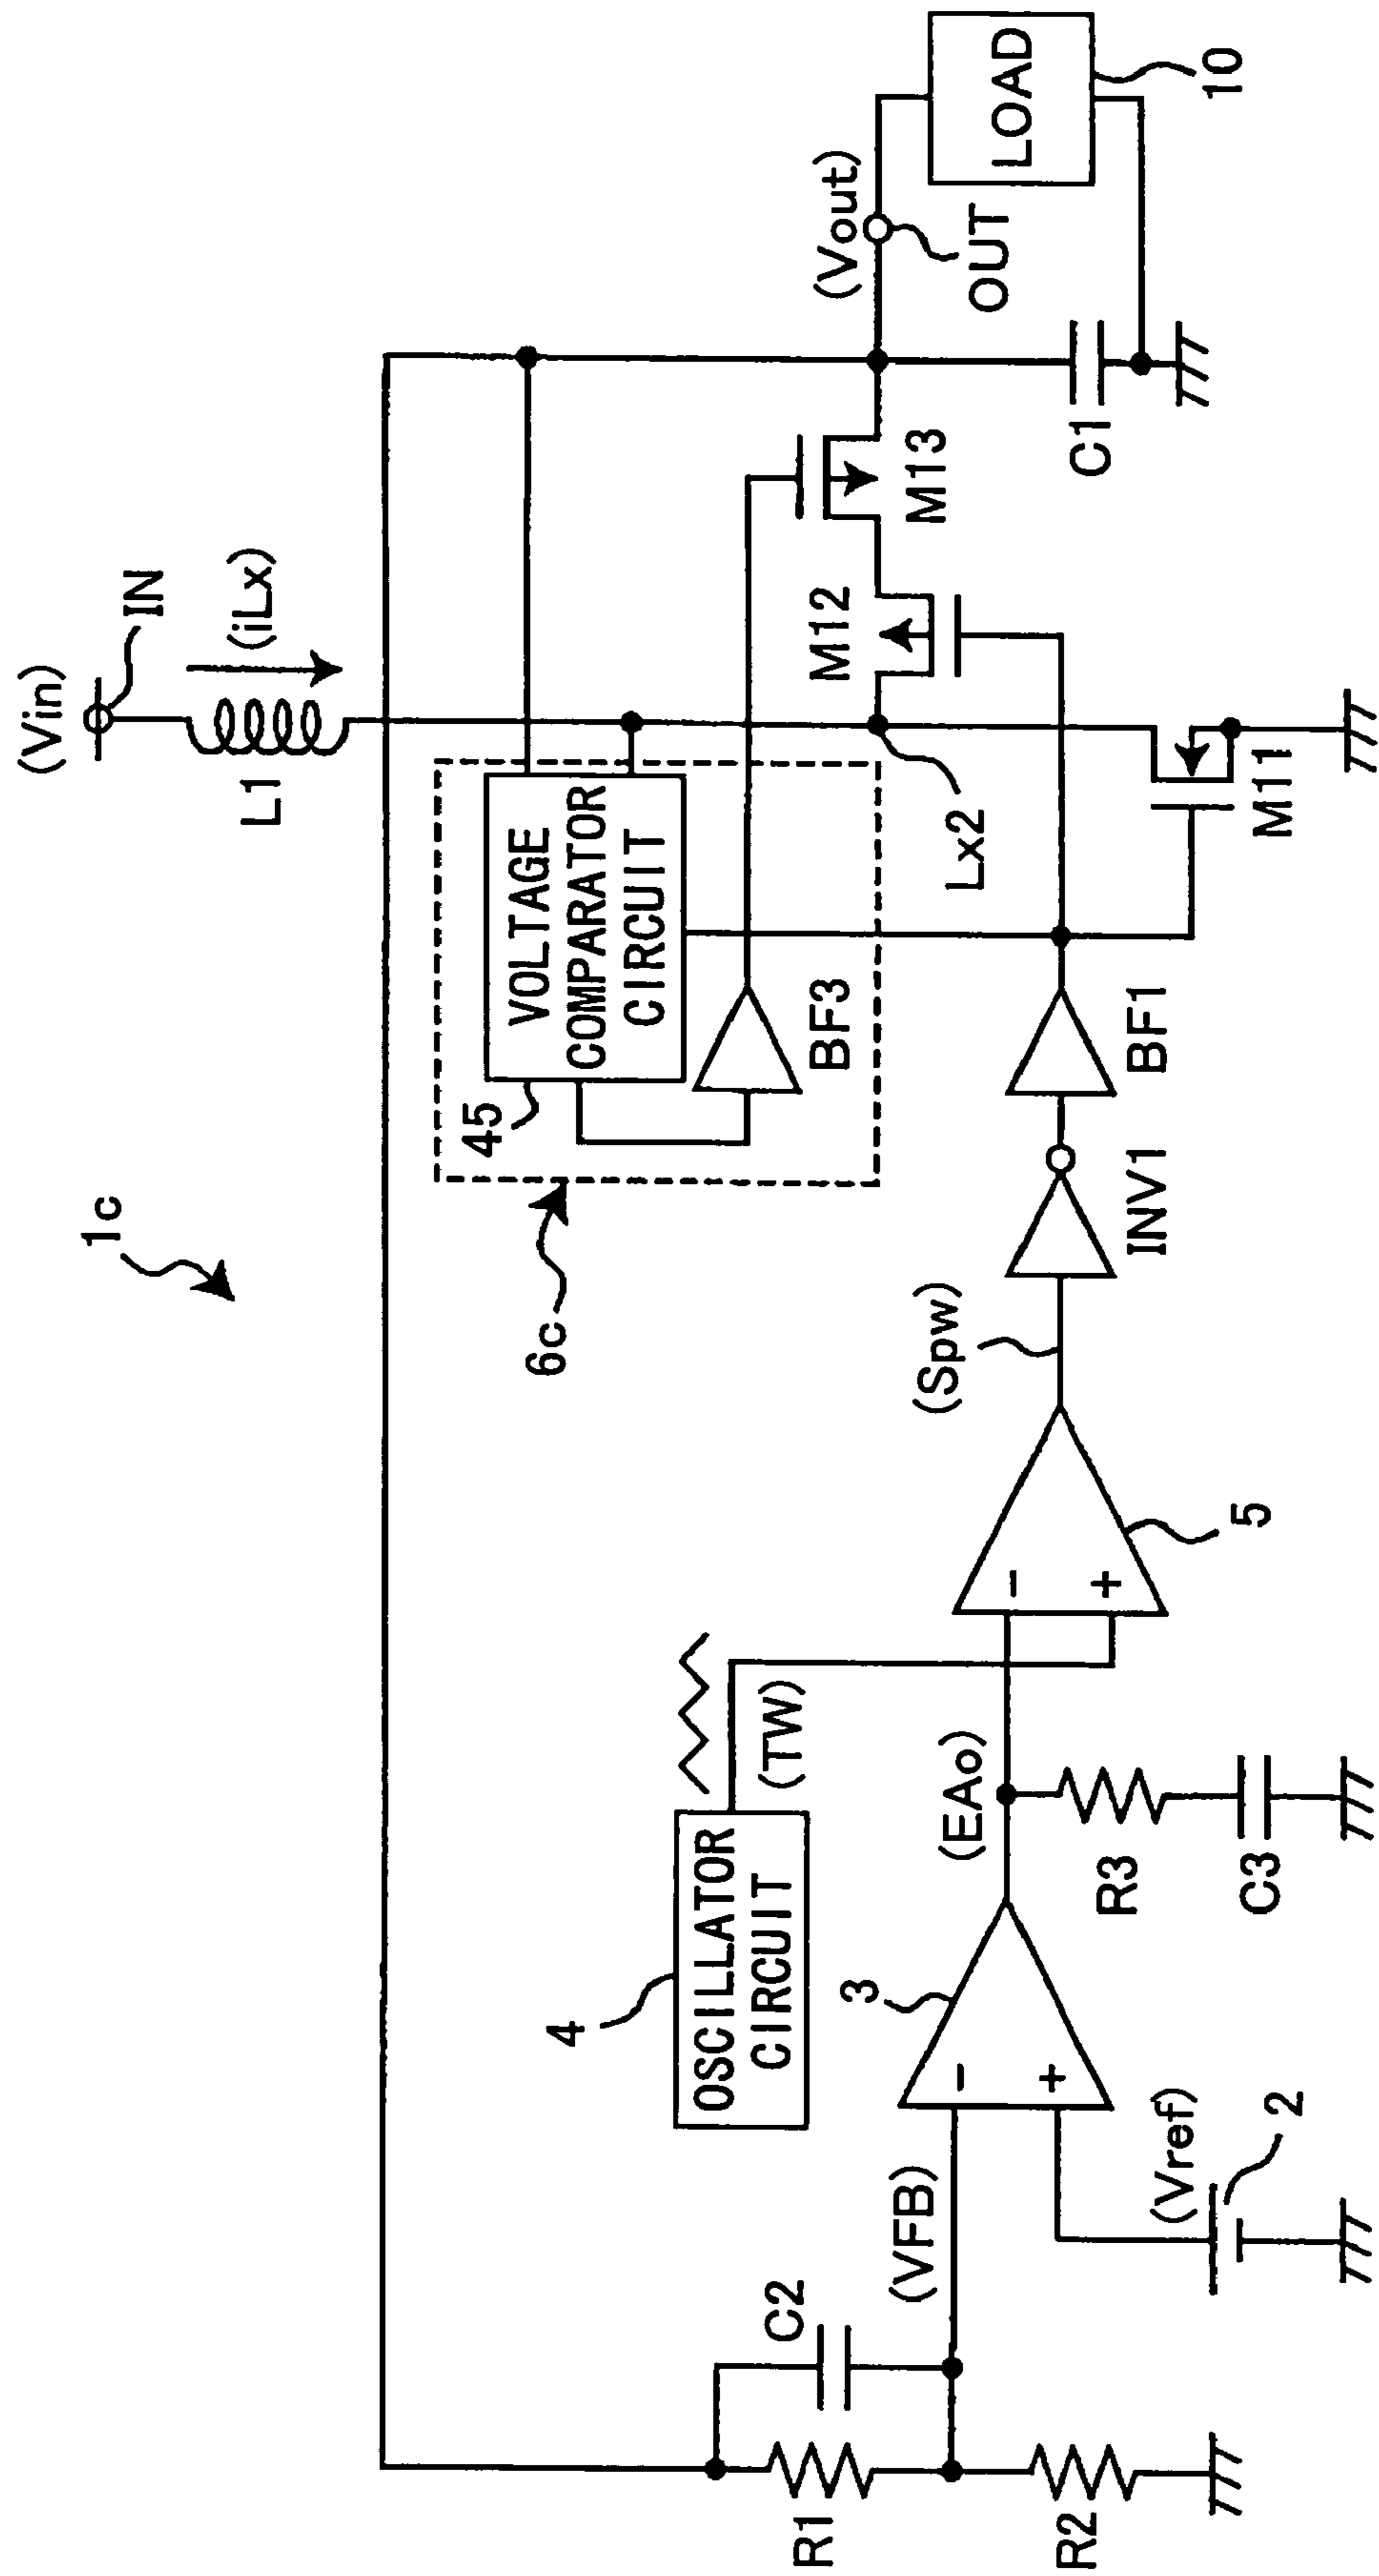 1c
(Vin)
IN
(iLx)
L1
6c
45
VOLTAGE
COMPARATOR
CIRCUIT
BF3
Lx2
M12
M13
(Vout)
OUT
LOAD
10
C1
M11
BF1
INV1
(Spw)
5
-
+
4
OSCILLATOR
CIRCUIT
(TW)
(EAo)
R3
C3
3
-
+
(VFB)
(Vref)
2
C2
R1
R2